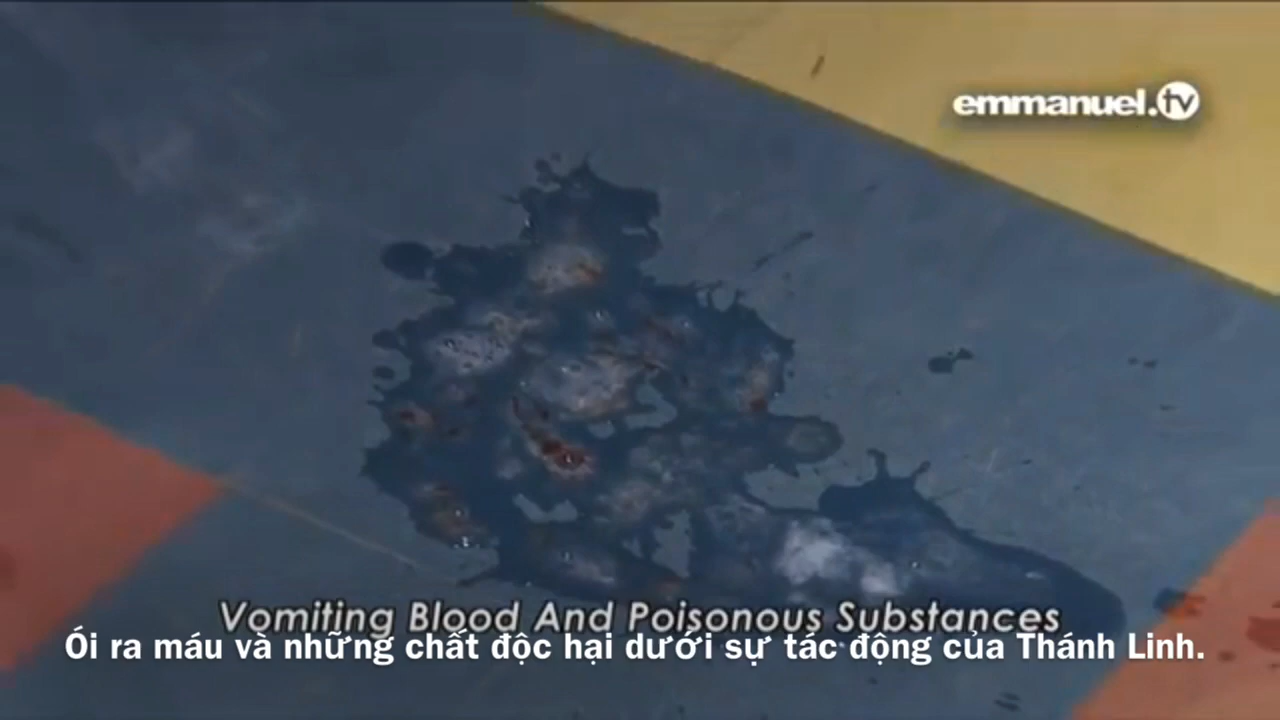 emmanuel.tv
Vomiting Blood And Poisonous Substances
Ói ra máu và những chất độc hại dưới sự tác động của Thánh Linh.